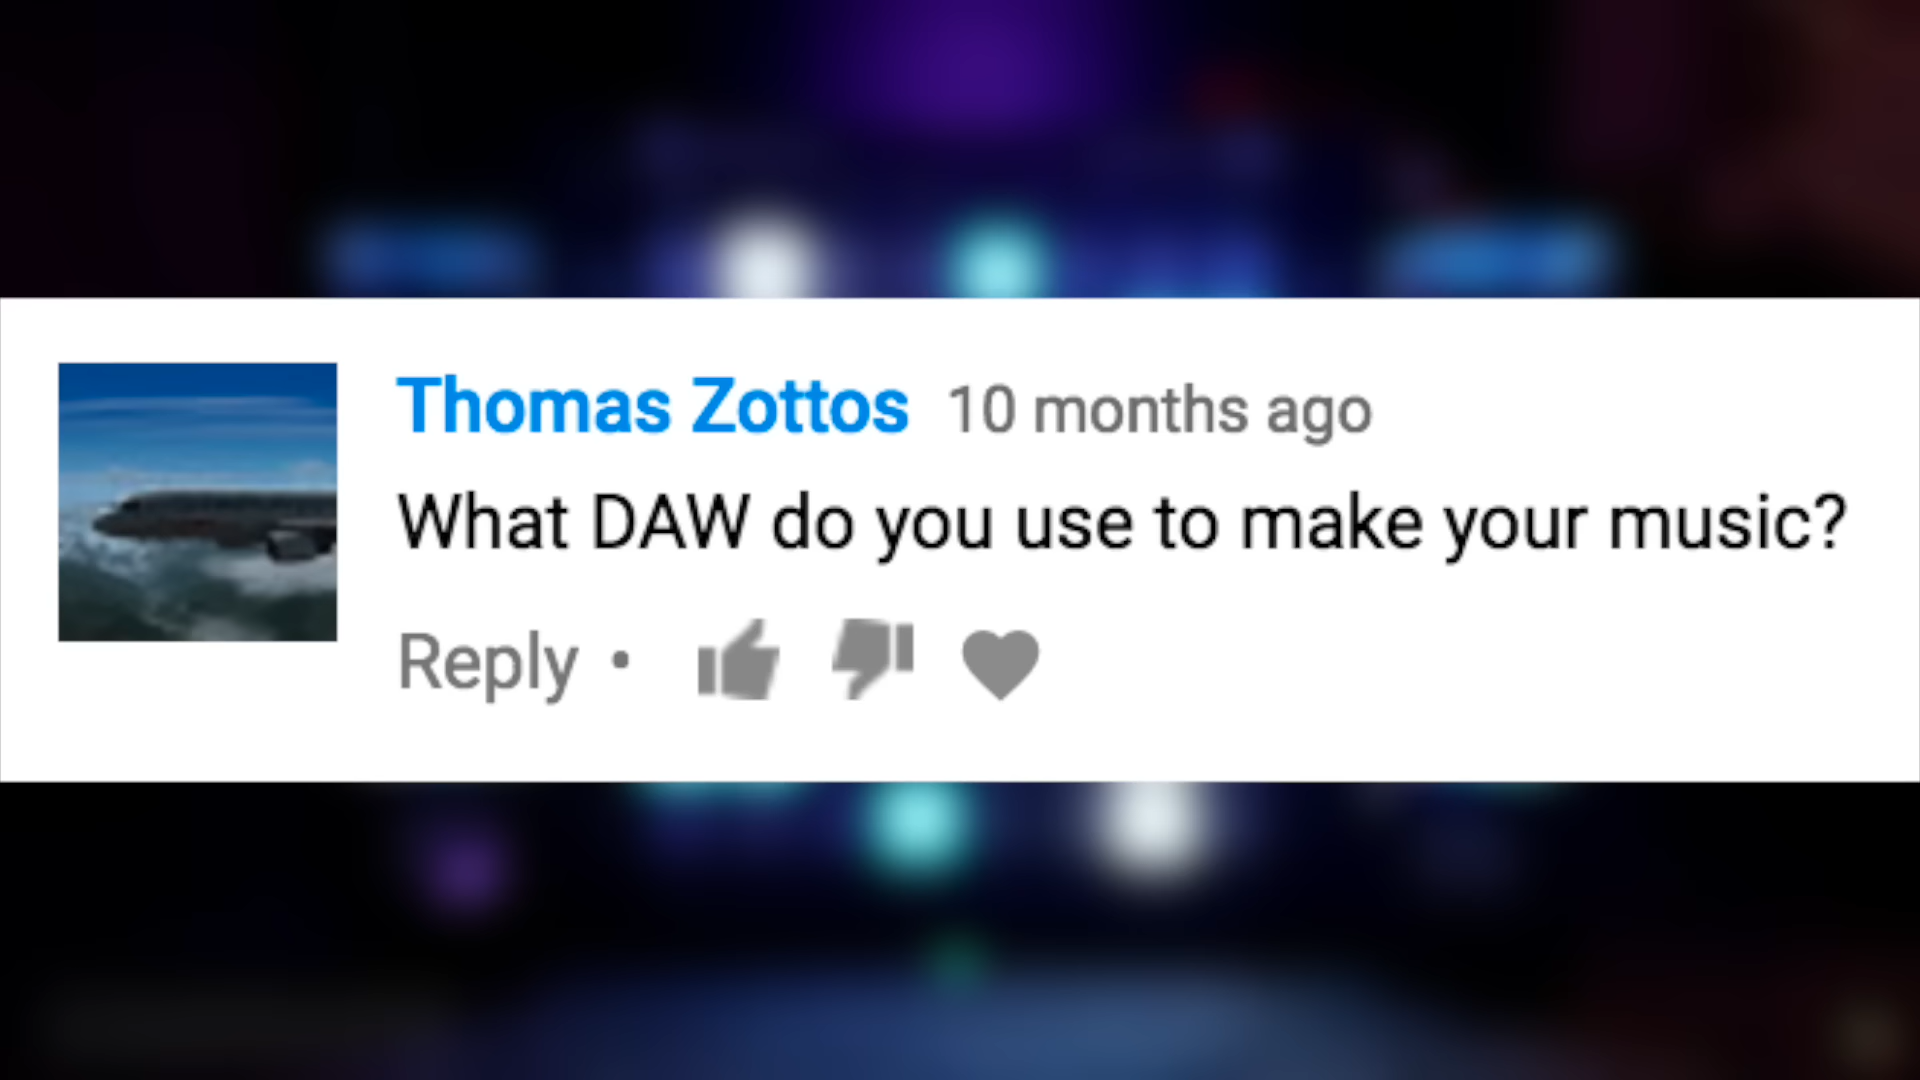 Thomas Zottos 10 months ago
What DAW do you use to make your music?
Reply •